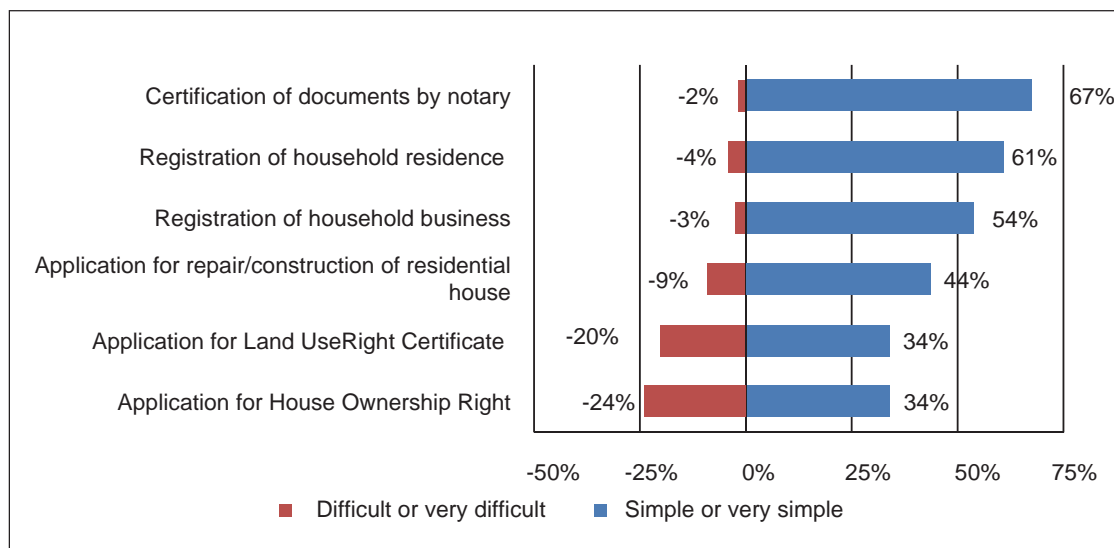 Certification of documents by notary -2% 67%
Registration of household residence -4% 61%
Registration of household business -3% 54%
Application for repair/construction of residential
house -9% 44%
Application for Land UseRight Certificate -20% 34%
Application for House Ownership Right -24% 34%
-50% -25% 0% 25% 50% 75%
Difficult or very difficult Simple or very simple